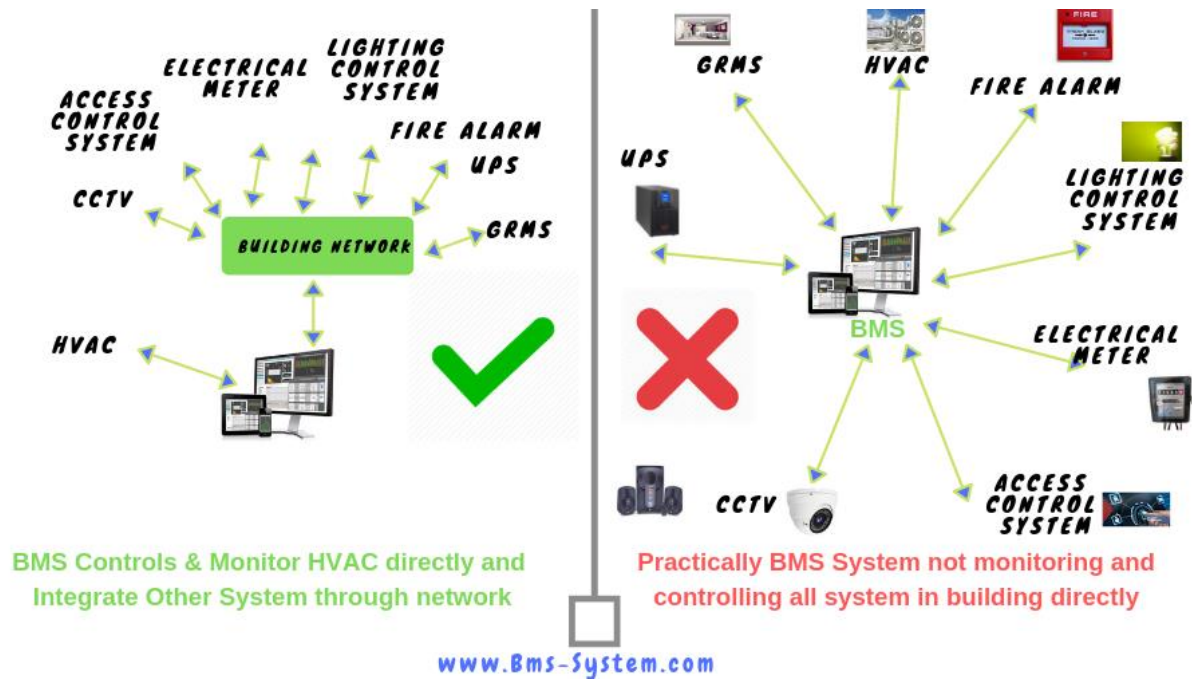 LIGHTING
CONTROL
SYSTEM
ELECTRICAL
METER
ACCESS
CONTROL
SYSTEM
FIRE ALARM
UPS
CCTV
GRMS
BUILDING NETWORK
HVAC
BMS Controls & Monitor HVAC directly and
Integrate Other System through network
FIRE
GRMS
HVAC
FIRE ALARM
UPS
LIGHTING
CONTROL
SYSTEM
BMS
ELECTRICAL
METER
CCTV
ACCESS
CONTROL
SYSTEM
Practically BMS System not monitoring and
controlling all system in building directly
www.Bms-System.com